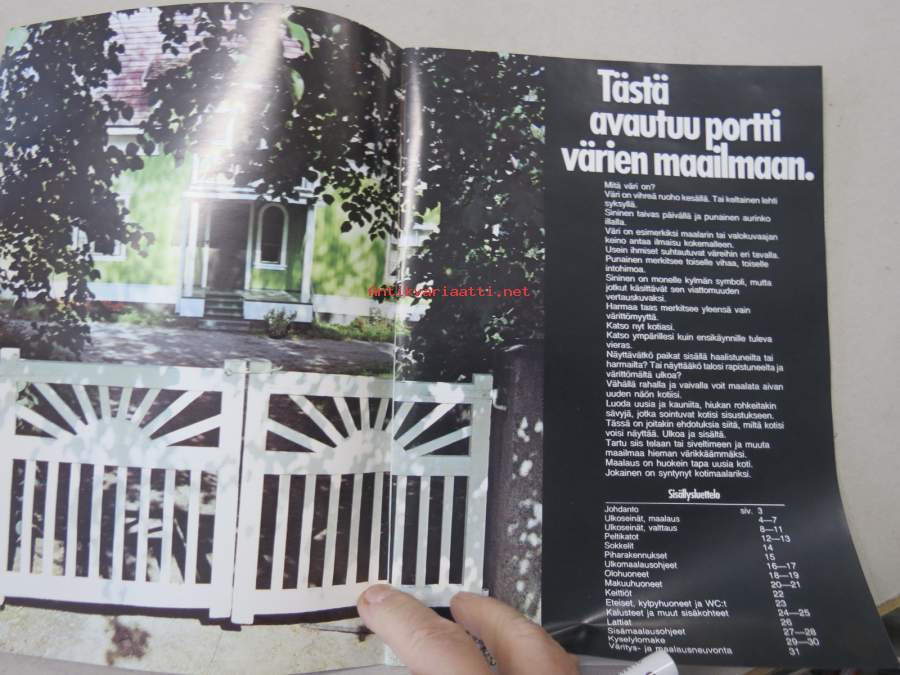 Tästä
avautuu portti
värien maailmaan.
Mitä väri on?
Väri on vihreä ruoho kesällä. Tai keltainen lehti
syksyllä.
Sininen taivas päivällä ja punainen aurinko
illalla.
Väri on esimerkiksi maalarin tai valokuvaajan
keino antaa ilmaisu kokemalleen.
Usein ihmiset suhtautuvat väreihin eri tavalla.
Punainen merkitsee toiselle vihaa, toiselle
intohimoa.
Sininen on monelle kylmän symboli, mutta
jotkut käsittävät sen viattomuuden
vertauskuvaksi.
Harmaa taas merkitsee yleensä vain
värittömyyttä.
Katso nyt kotiasi.
Katso ympärillesi kuin ensikäynnille tuleva
vieras.
Näyttävätkö paikat sisällä haalistuneilta tai
harmailta? Tai näyttääkö talosi rapistuneelta ja
värittömältä ulkoa?
Vähällä rahalla ja vaivalla voit maalata aivan
uuden näön kotiisi.
Luoda uusia ja kauniita, hiukan rohkeitakin
sävyjä, jotka sointuvat kotisi sisustukseen.
Tässä on joitakin ehdotuksia siitä, miltä kotisi
voisi näyttää. Ulkoa ja sisältä.
Tartu siis telaan tai siveltimeen ja muuta
maailmaa hieman värikkäämmäksi.
Maalaus on huokein tapa uusia koti.
Jokainen on syntynyt kotimaalariksi.
Sisällysluettelo
Johdanto siv. 3
Ulkoseinät, maalaus 4—7
Ulkoseinät, valttaus 8—11
Peltikatot 12—13
Sokkelit 14
Piharakennukset 15
Ulkomaalausohjeet 16—17
Olohuoneet 18—19
Makuuhuoneet 20—21
Keittiöt 22
Eteiset, kylpyhuoneet ja WC:t 23
Kalusteet ja muut sisäkohteet 24—25
Lattiat 26
Sisämaalausohjeet 27—28
Kyselylomake 29—30
Väritys- ja maalausneuvonta 31
antikvariaatti.net